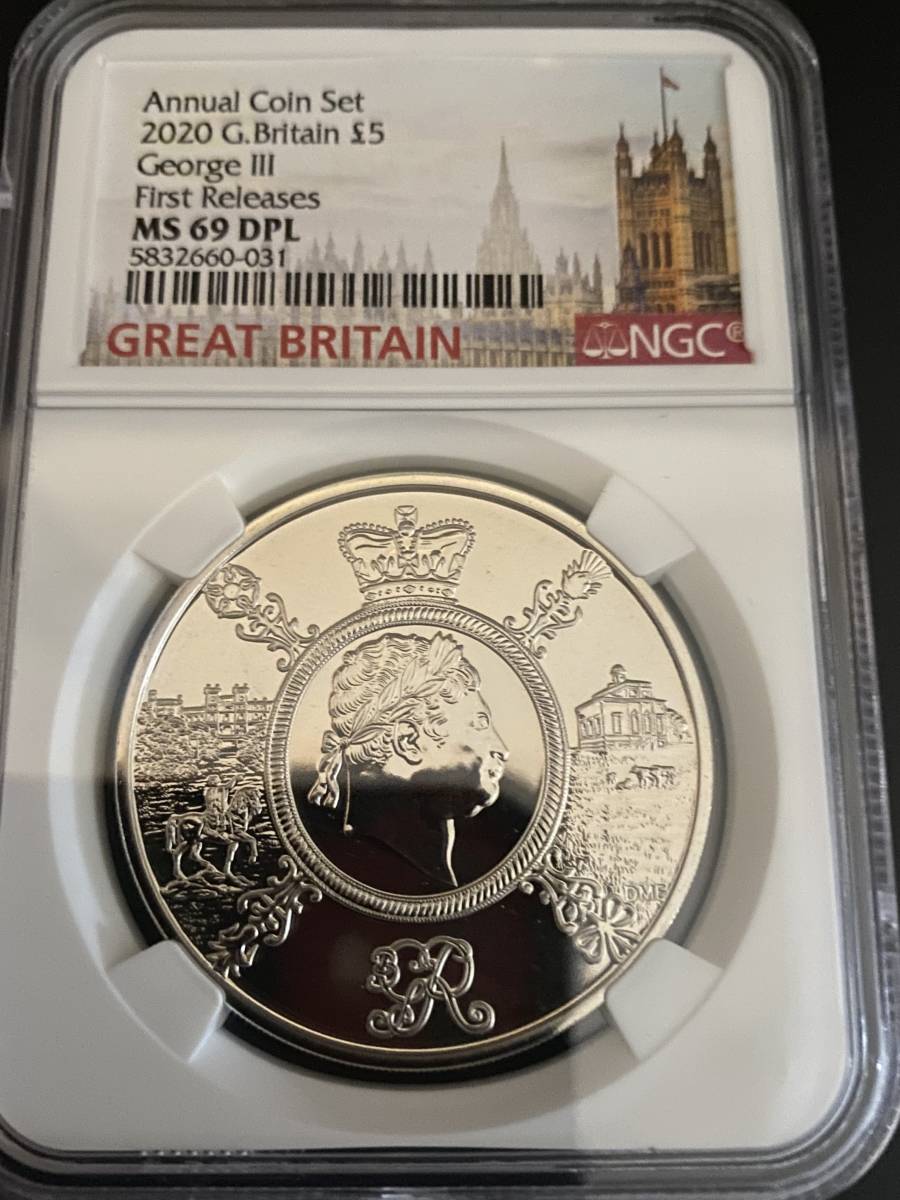 Annual Coin Set
2020 G.Britain £5
George III
First Releases
MS 69 DPL
5832660-031
GREAT BRITAIN
NGC®
DMF
GR